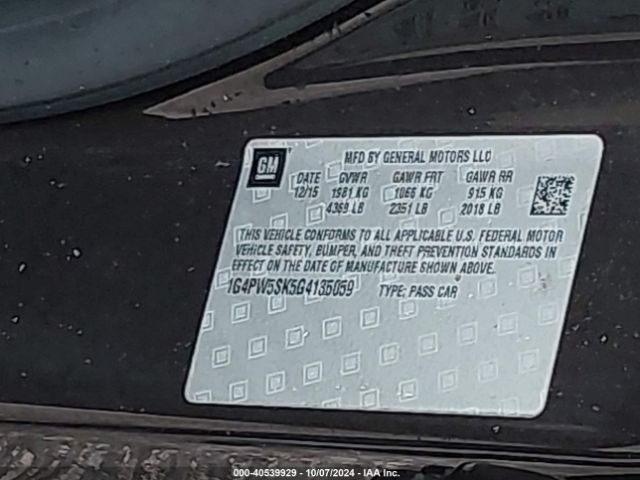 GM
MFD BY GENERAL MOTORS LLC
DATE GVWR GAWR FRT GAWR RR
12/15 1981 KG 1066 KG 915 KG
4369 LB 2351 LB 2018 LB
THIS VEHICLE CONFORMS TO ALL APPLICABLE U.S. FEDERAL MOTOR
VEHICLE SAFETY, BUMPER, AND THEFT PREVENTION STANDARDS IN
EFFECT ON THE DATE OF MANUFACTURE SHOWN ABOVE.
1G4PW5SK5G4135059 TYPE: PASS CAR
000-40539929 - 10/07/2024 - IAA Inc.